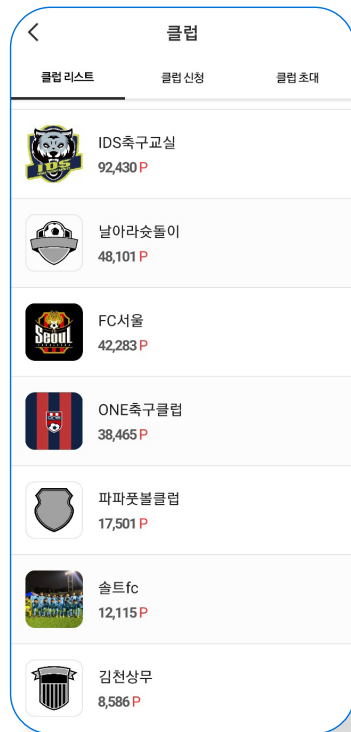 클럽
클럽 리스트 클럽 신청 클럽 초대
IDS
IDS축구교실
92,430 P
날아라슛돌이
48,101 P
Seoul
FC서울
42,283 P
ONE축구클럽
38,465 P
파파풋볼클럽
17,501 P
솔트fc
12,115 P
김천상무
8,586 P